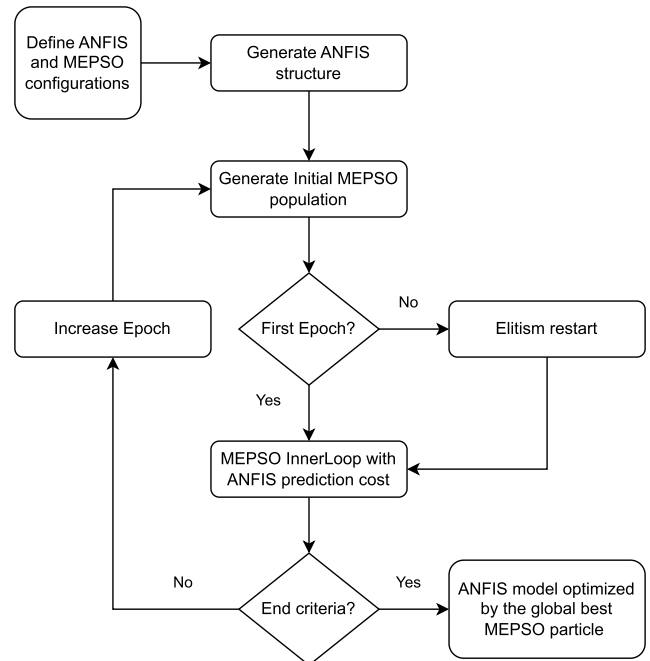 Define ANFIS
and MEPSO
configurations
Generate ANFIS
structure
Generate Initial MEPSO
population
Increase Epoch
First Epoch?
No
Elitism restart
Yes
MEPSO InnerLoop with
ANFIS prediction cost
No
End criteria?
Yes
ANFIS model optimized
by the global best
MEPSO particle